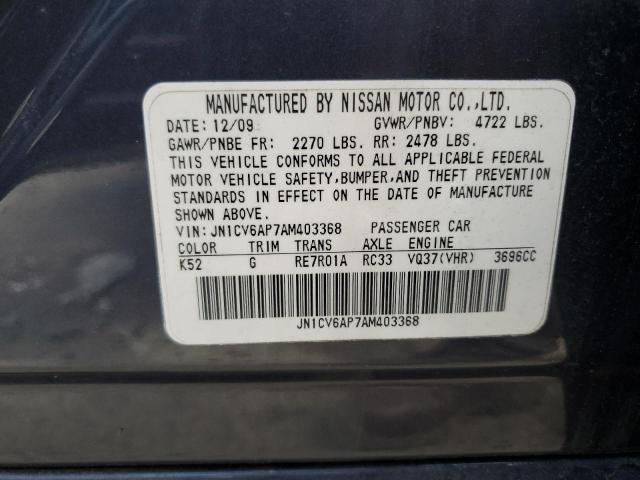 MANUFACTURED BY NISSAN MOTOR CO.,LTD.
DATE: 12/09 GVWR/PNBV: 4722 LBS.
GAWR/PNBE FR: 2270 LBS. RR: 2478 LBS.
THIS VEHICLE CONFORMS TO ALL APPLICABLE FEDERAL
MOTOR VEHICLE SAFETY, BUMPER, AND THEFT PREVENTION
STANDARDS IN EFFECT ON THE DATE OF MANUFACTURE
SHOWN ABOVE.
VIN: JN1CV6AP7AM403368 PASSENGER CAR
COLOR TRIM TRANS AXLE ENGINE
K52 G RE7R01A RC33 VQ37(VHR) 3696CC
JN1CV6AP7AM403368